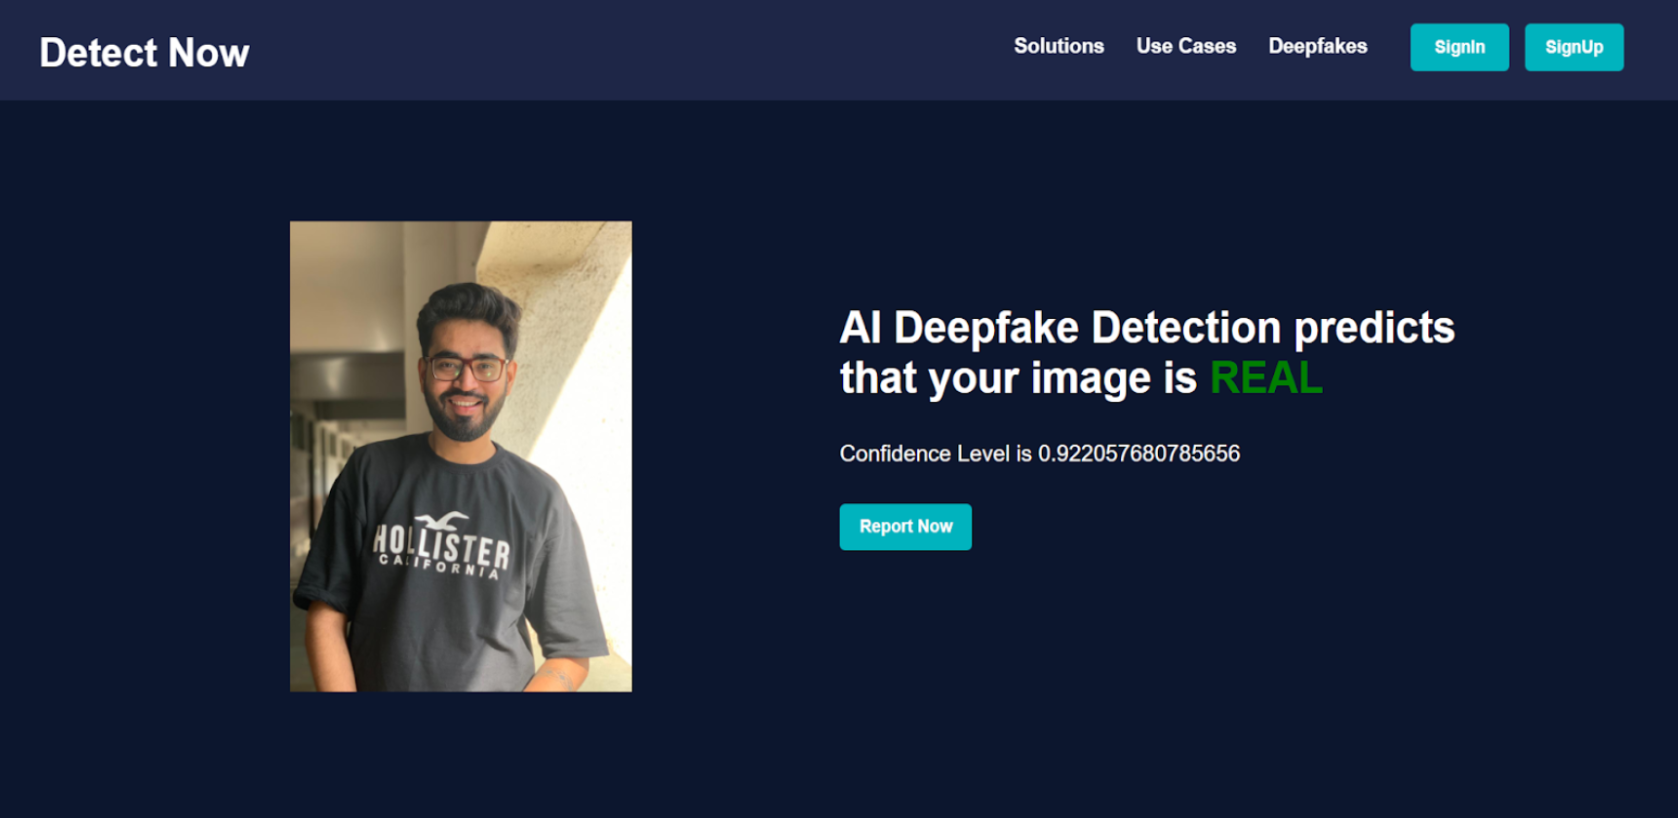 Detect Now
Solutions
Use Cases
Deepfakes
SignIn
SignUp
HOLLISTER
CALIFORNIA
AI Deepfake Detection predicts
that your image is REAL
Confidence Level is 0.922057680785656
Report Now